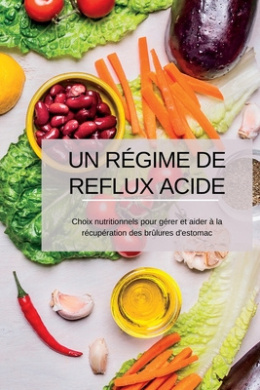 UN RÉGIME DE
REFLUX ACIDE
Choix nutritionnels pour gérer et aider à la
récupération des brûlures d'estomac